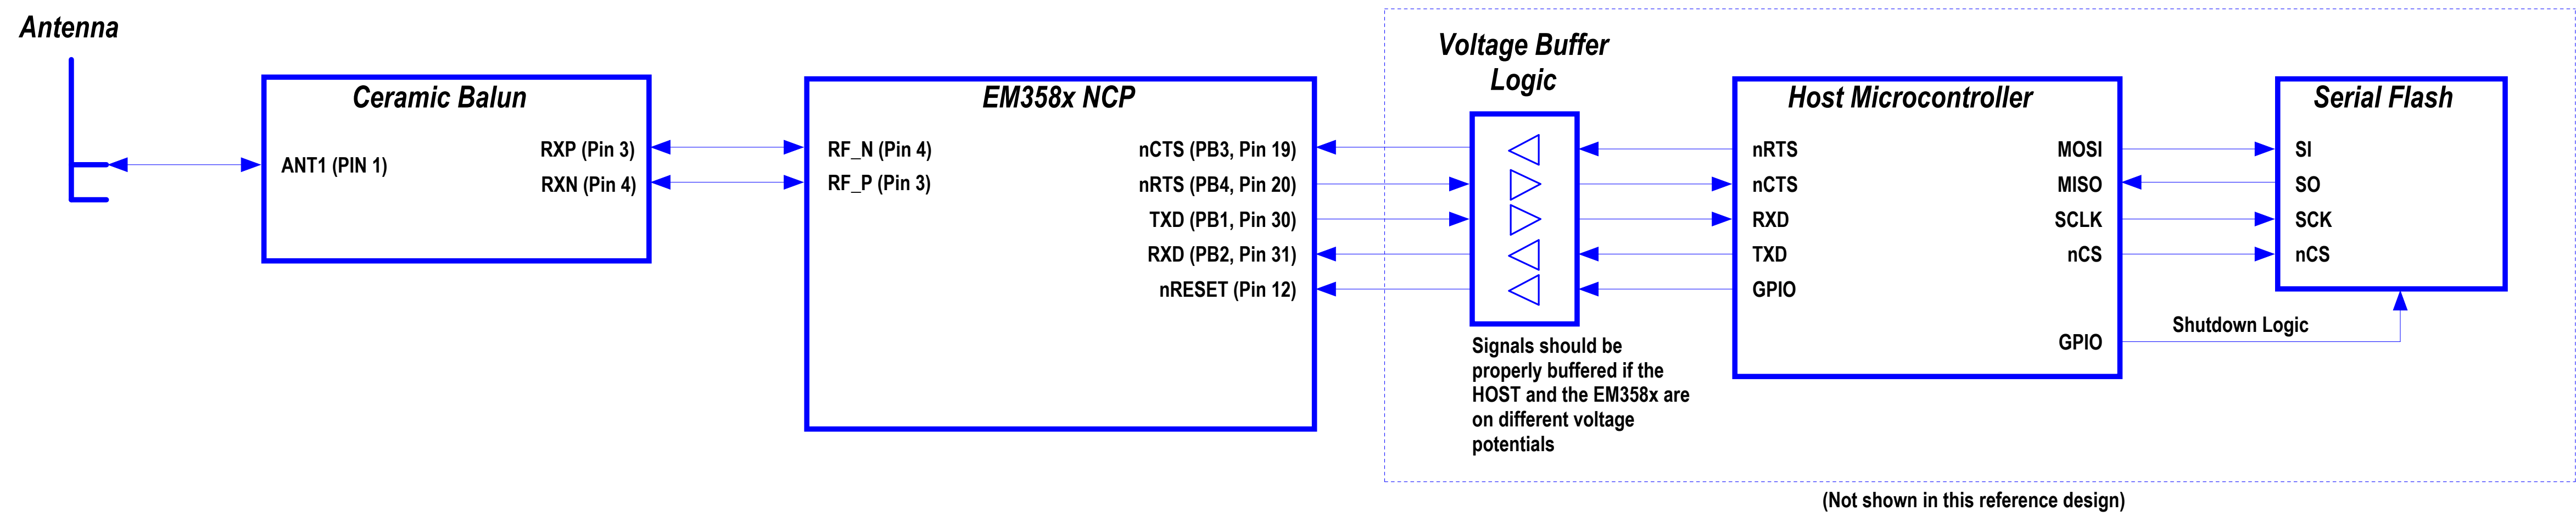 Antenna
Ceramic Balun
ANT1 (PIN 1)
RXP (Pin 3)
RXN (Pin 4)
EM358x NCP
RF_N (Pin 4)
RF_P (Pin 3)
nCTS (PB3, Pin 19)
nRTS (PB4, Pin 20)
TXD (PB1, Pin 30)
RXD (PB2, Pin 31)
nRESET (Pin 12)
Voltage Buffer
Logic
Signals should be
properly buffered if the
HOST and the EM358x are
on different voltage
potentials
Host Microcontroller
nRTS
nCTS
RXD
TXD
GPIO
MOSI
MISO
SCLK
nCS
GPIO
Shutdown Logic
Serial Flash
SI
SO
SCK
nCS
(Not shown in this reference design)